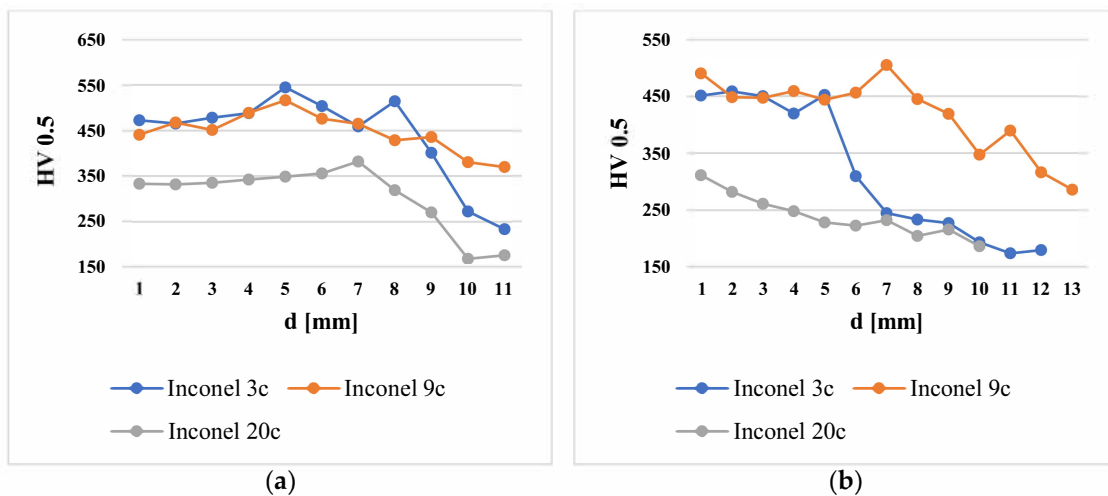 650
550
450
350
250
150
HV 0.5
1 2 3 4 5 6 7 8 9 10 11
d [mm]
Inconel 3c Inconel 9c
Inconel 20c
(a)
550
450
350
250
150
HV 0.5
1 2 3 4 5 6 7 8 9 10 11 12 13
d [mm]
Inconel 3c Inconel 9c
Inconel 20c
(b)